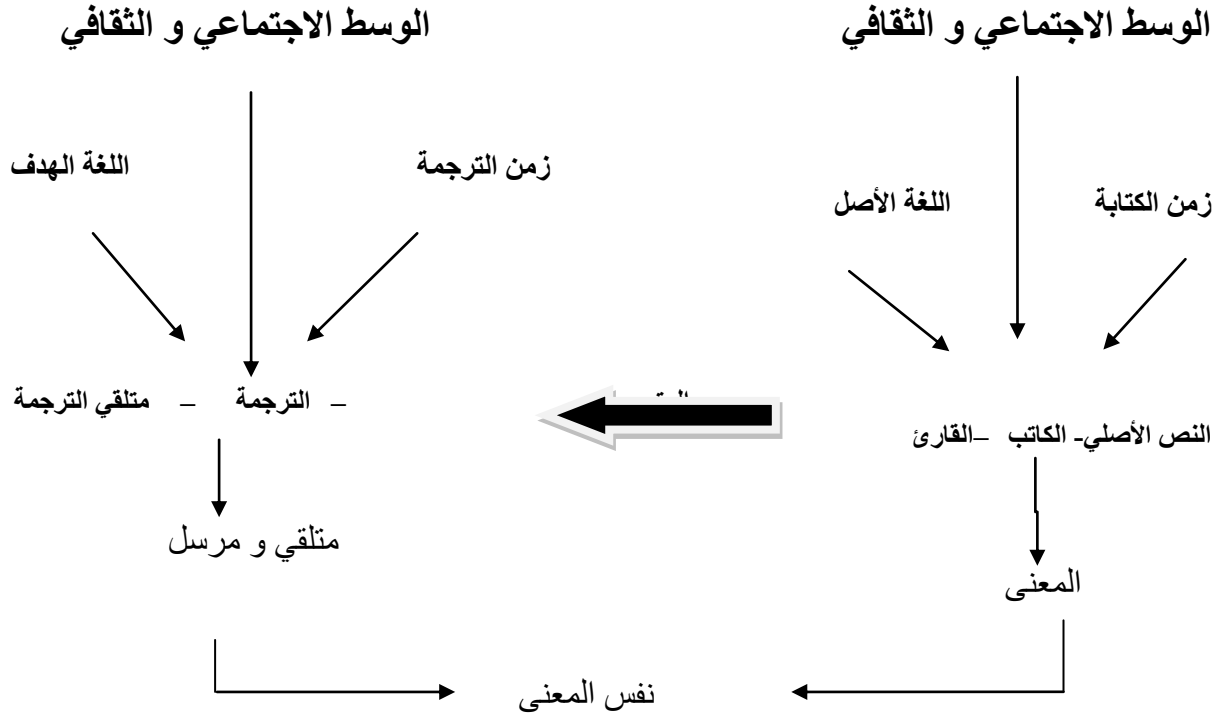 الوسط الاجتماعي و الثقافي
الوسط الاجتماعي و الثقافي
زمن الكتابة
اللغة الأصل
زمن الترجمة
اللغة الهدف
النص الأصلي- الكاتب –القارئ
– الترجمة – متلقي الترجمة
المعنى
متلقي و مرسل
نفس المعنى